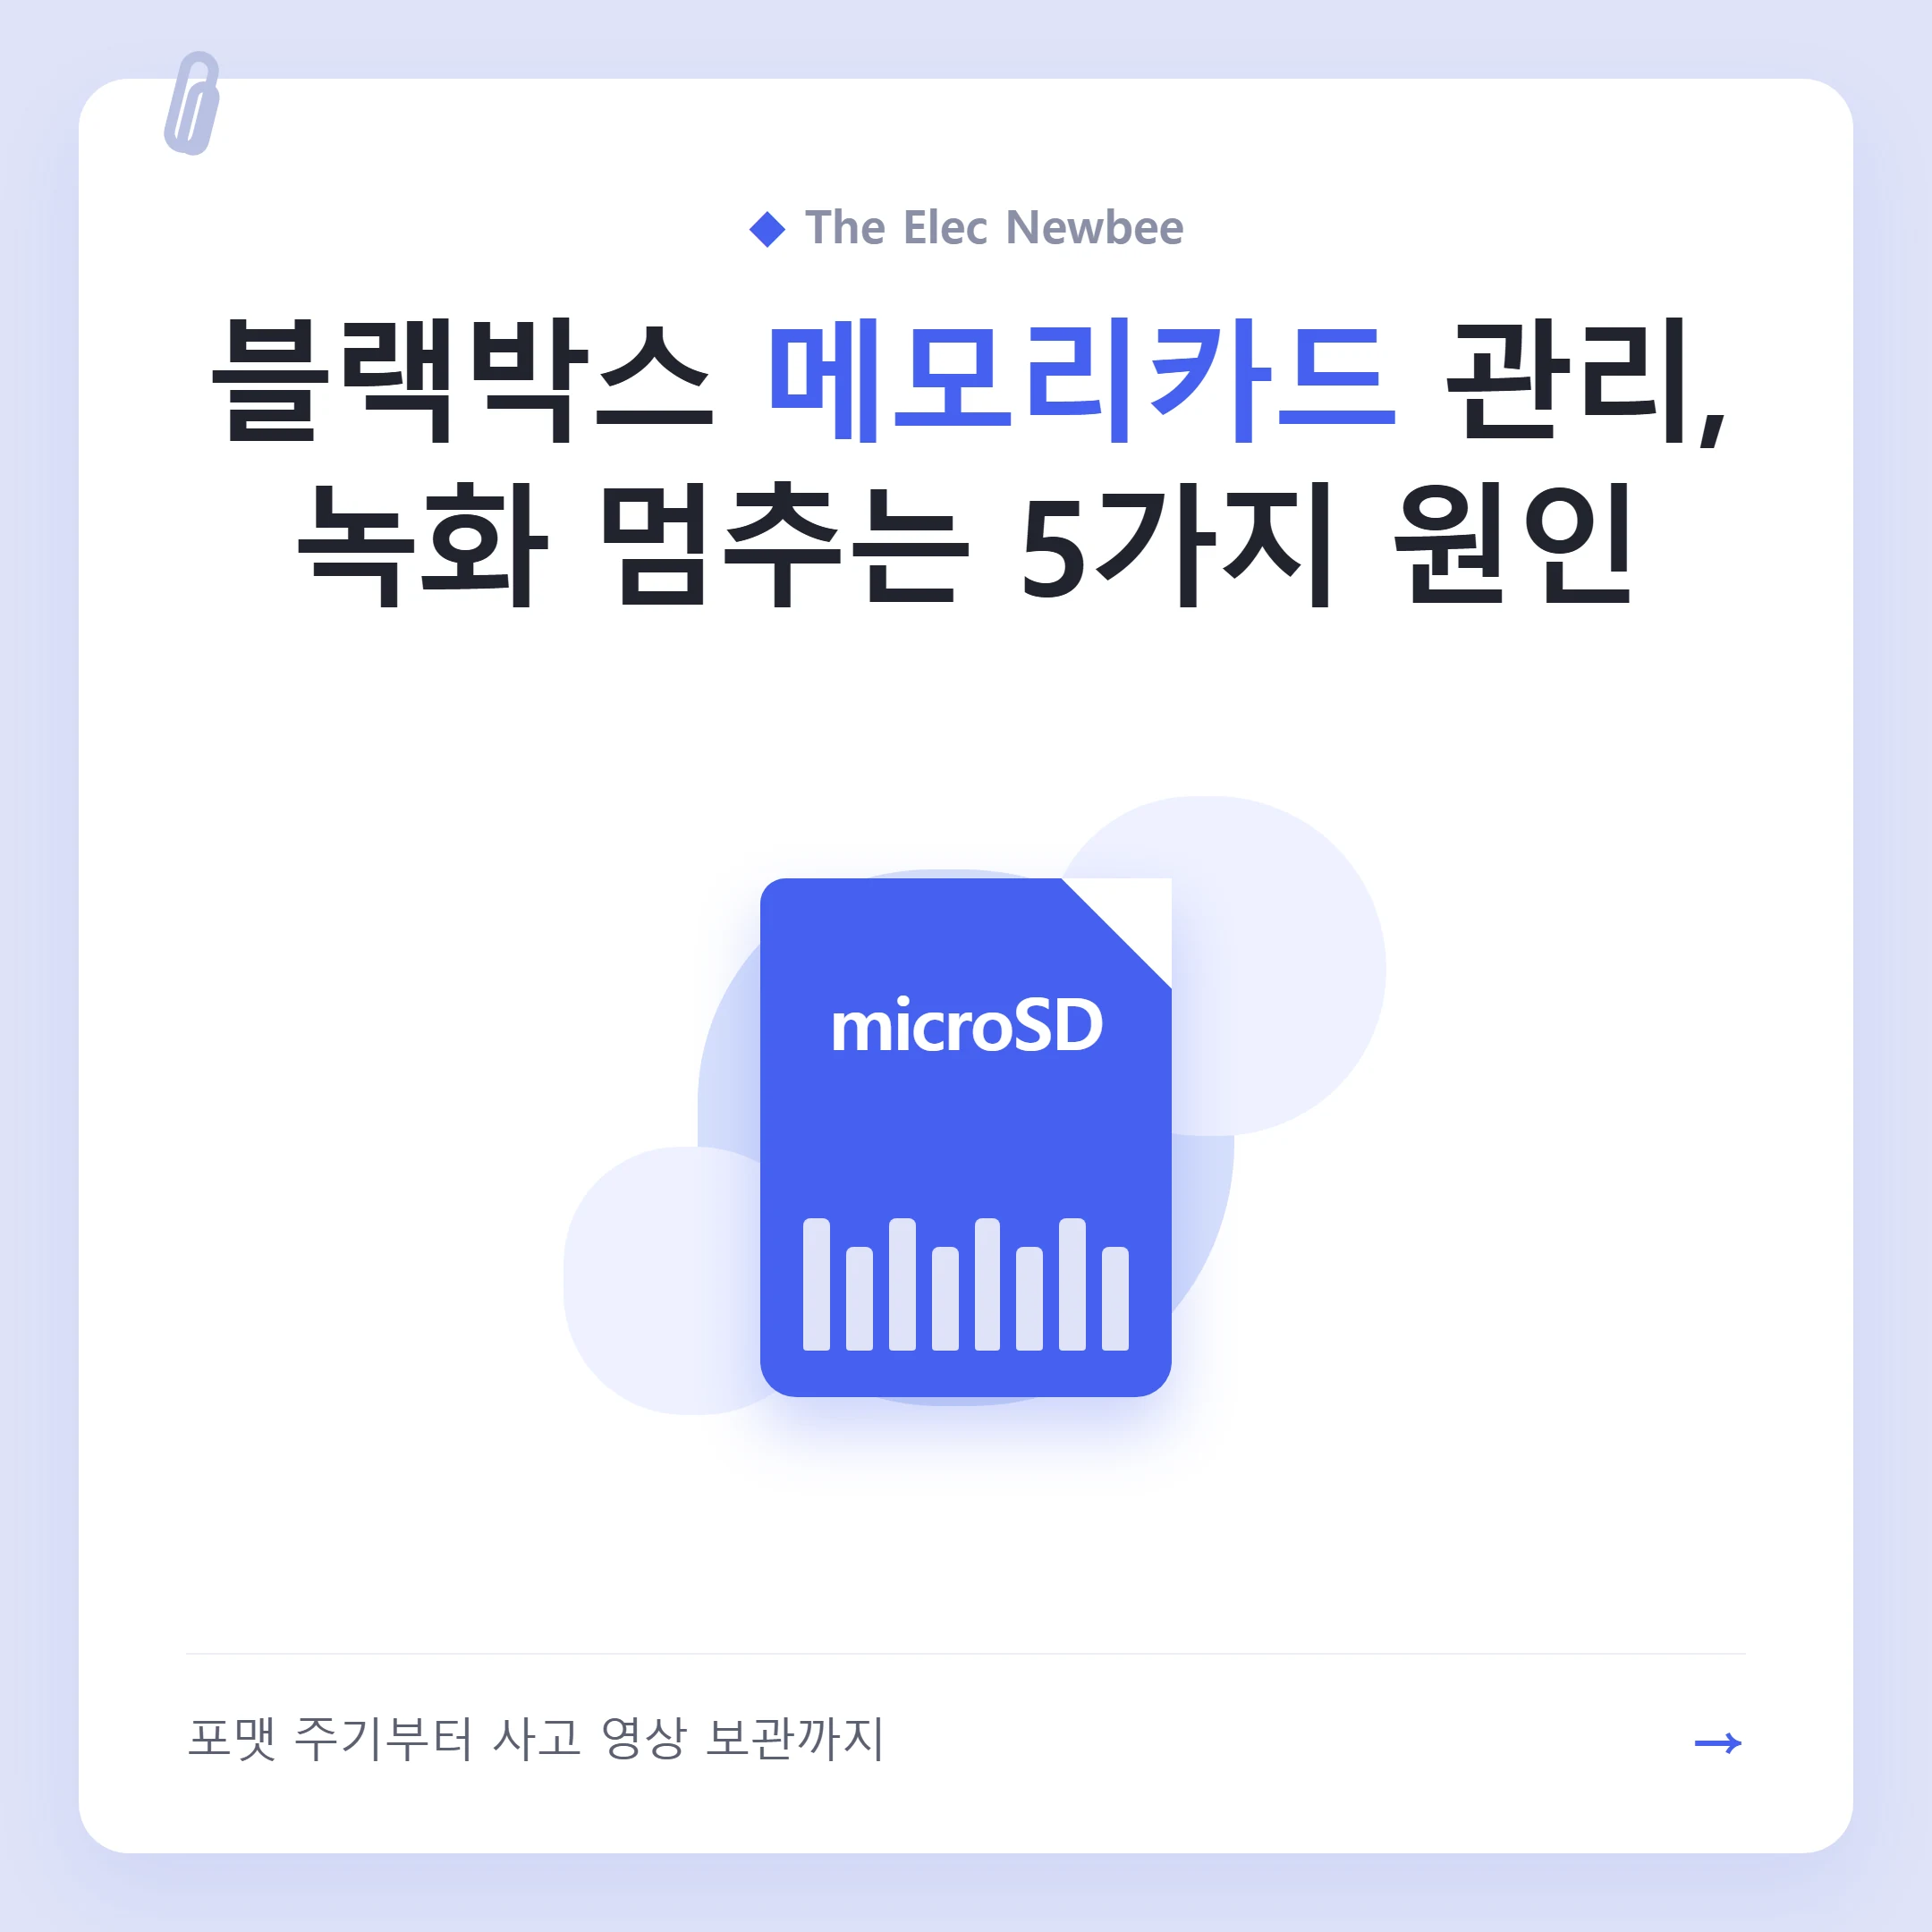 The Elec Newbee
블랙박스 메모리카드 관리,
녹화 멈추는 5가지 원인
microSD
포맷 주기부터 사고 영상 보관까지 →